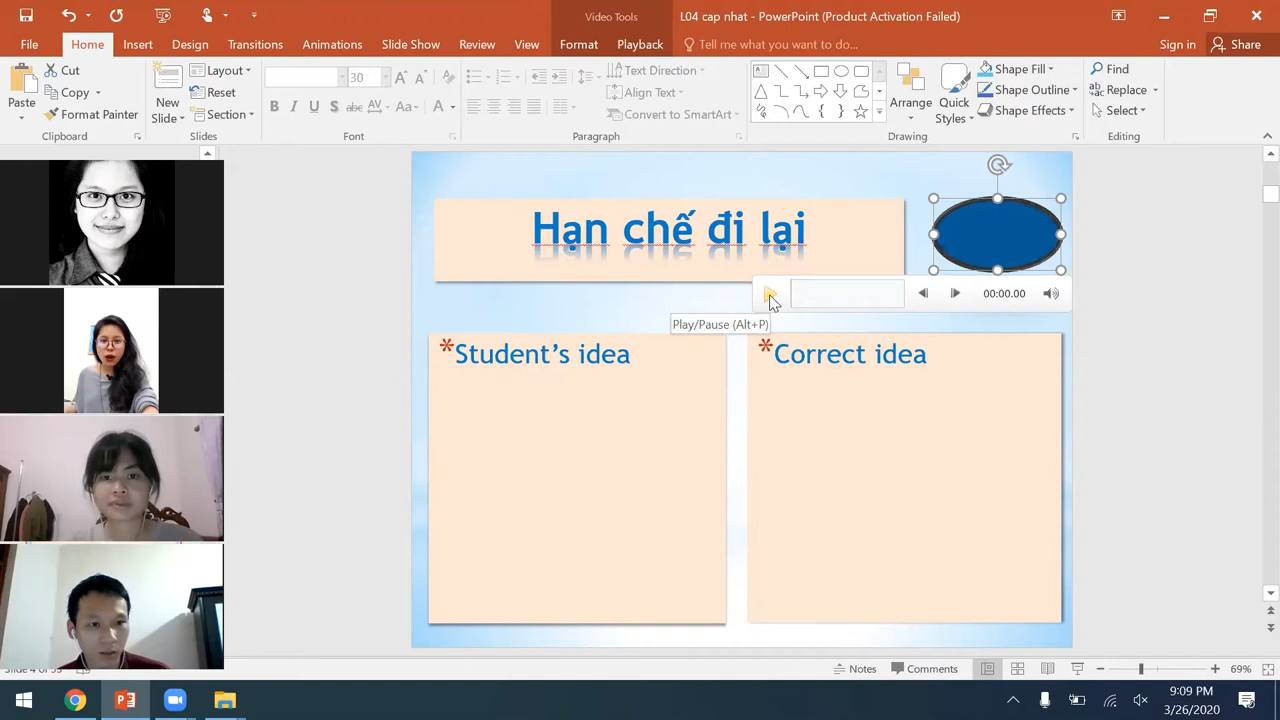 L04 cap nhat - PowerPoint (Product Activation Failed)
Video Tools
File
Home
Insert
Design
Transitions
Animations
Slide Show
Review
View
Format
Playback
Tell me what you want to do...
Sign in
Share
Paste
Cut
Copy
Format Painter
Clipboard
New Slide
Layout
Reset
Section
Slides
30
Font
Text Direction
Align Text
Convert to SmartArt
Paragraph
Arrange
Quick Styles
Shape Fill
Shape Outline
Shape Effects
Drawing
Find
Replace
Select
Editing
Hạn chế đi lại
00:00.00
Play/Pause (Alt+P)
*Student's idea
*Correct idea
Notes
Comments
69%
9:09 PM
3/26/2020